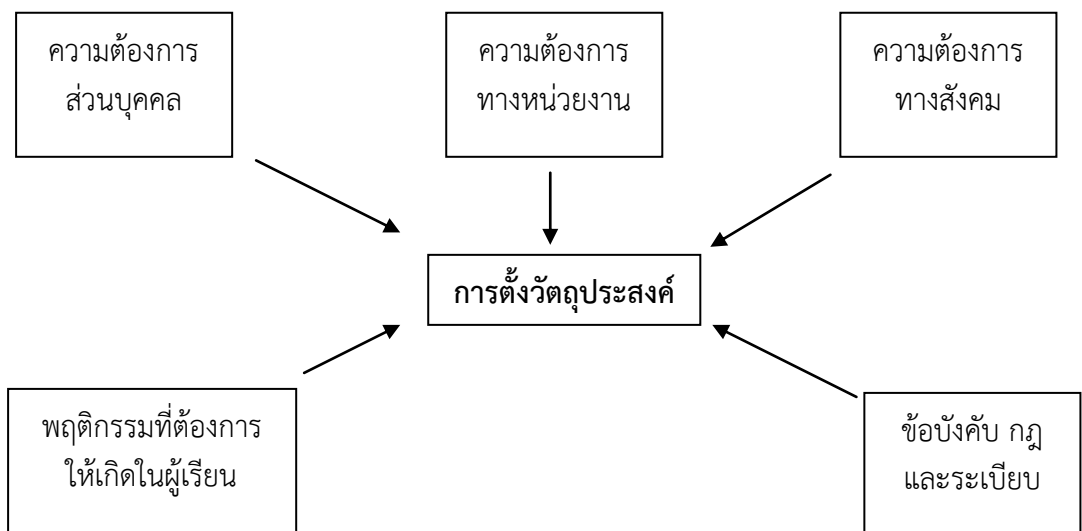 ความต้องการ
ส่วนบุคคล
ความต้องการ
ทางหน่วยงาน
ความต้องการ
ทางสังคม
การตั้งวัตถุประสงค์
พฤติกรรมที่ต้องการ
ให้เกิดในผู้เรียน
ข้อบังคับ กฎ
และระเบียบ